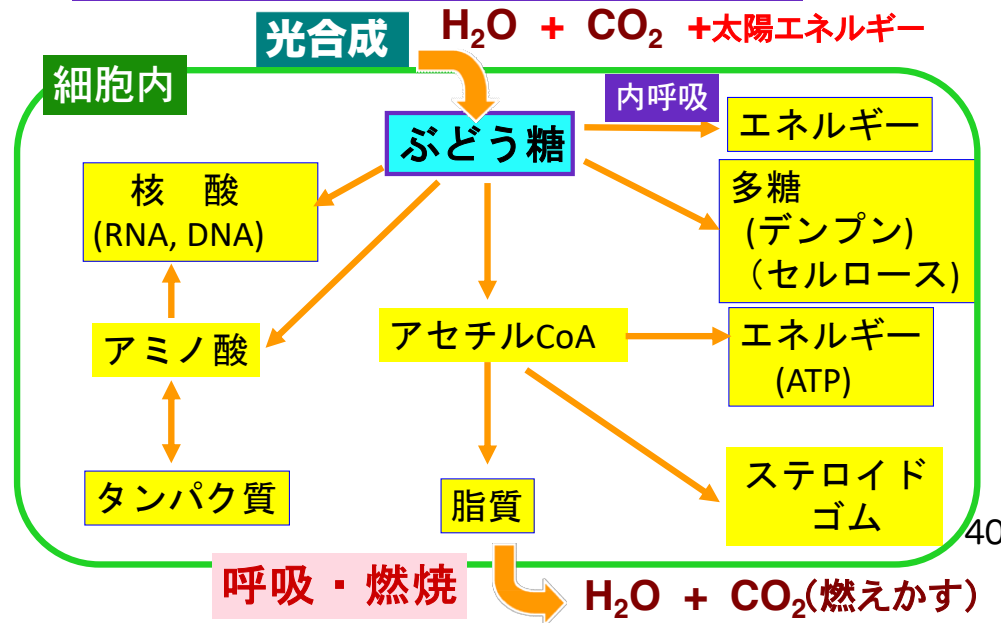 光合成
H₂O + CO₂ +太陽エネルギー
細胞内
内呼吸
ぶどう糖
エネルギー
核 酸
(RNA, DNA)
多糖
(デンプン)
（セルロース）
アミノ酸
アセチルCoA
エネルギー
(ATP)
タンパク質
脂質
ステロイド
ゴム
40
呼吸・燃焼
H₂O + CO₂(燃えかす）